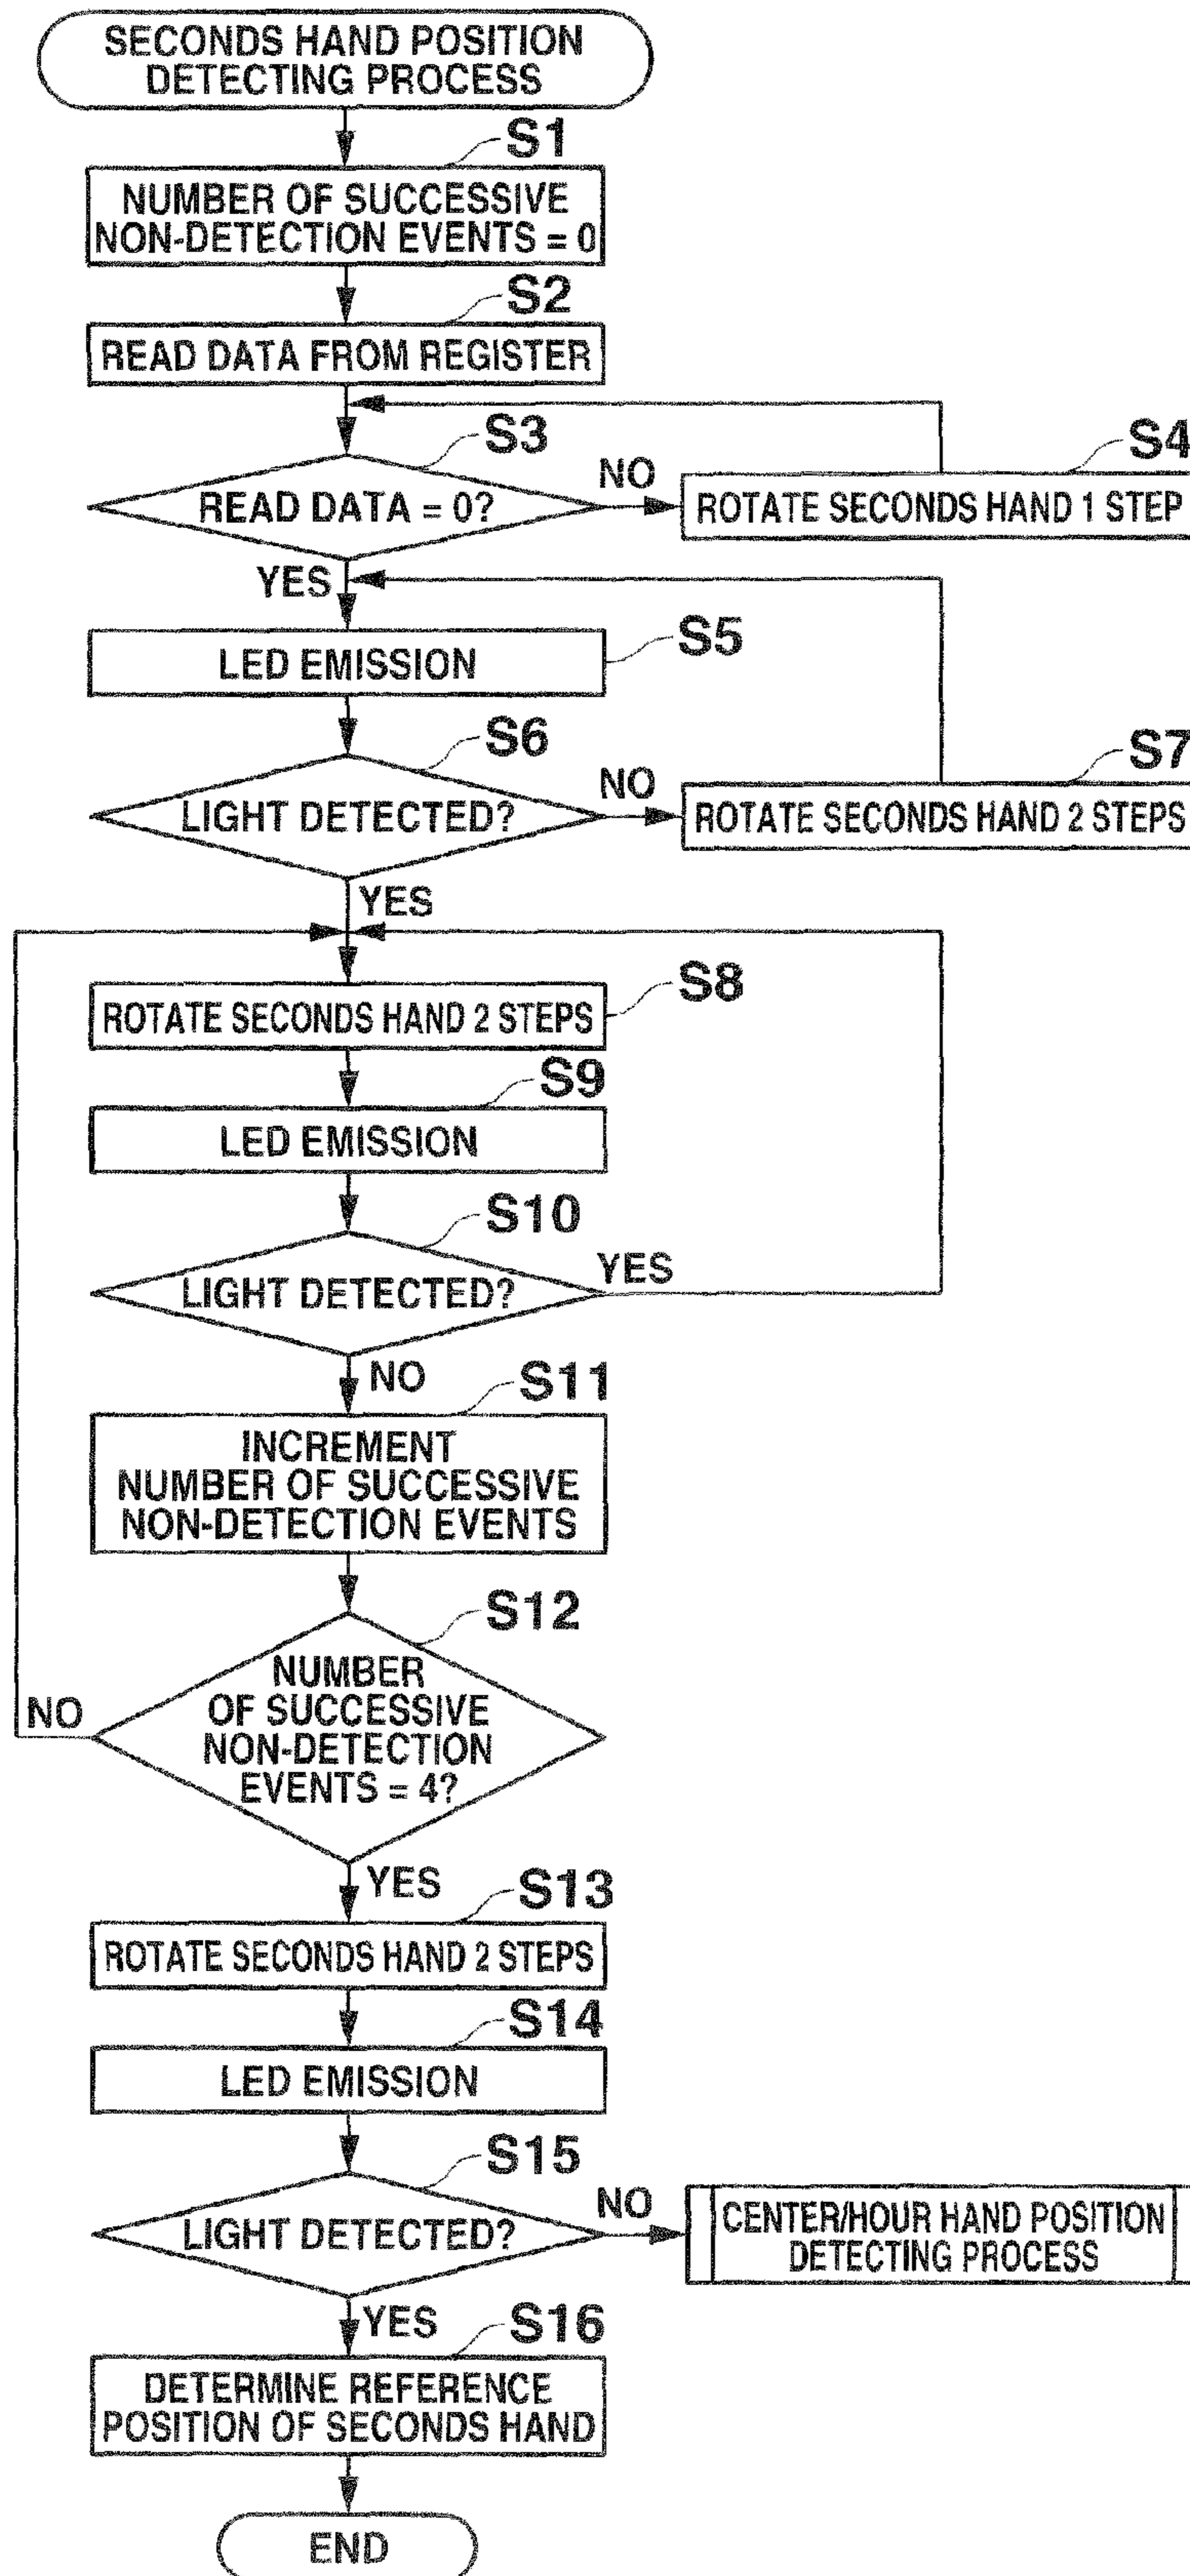 SECONDS HAND POSITION
DETECTING PROCESS
S1
NUMBER OF SUCCESSIVE
NON-DETECTION EVENTS = 0
S2
READ DATA FROM REGISTER
S3
READ DATA = 0?
NO
S4
ROTATE SECONDS HAND 1 STEP
YES
S5
LED EMISSION
S6
LIGHT DETECTED?
NO
S7
ROTATE SECONDS HAND 2 STEPS
YES
S8
ROTATE SECONDS HAND 2 STEPS
S9
LED EMISSION
S10
LIGHT DETECTED?
YES
NO
S11
INCREMENT
NUMBER OF SUCCESSIVE
NON-DETECTION EVENTS
S12
NUMBER
OF SUCCESSIVE
NON-DETECTION
EVENTS = 4?
NO
YES
S13
ROTATE SECONDS HAND 2 STEPS
S14
LED EMISSION
S15
LIGHT DETECTED?
NO
CENTER/HOUR HAND POSITION
DETECTING PROCESS
YES
S16
DETERMINE REFERENCE
POSITION OF SECONDS HAND
END